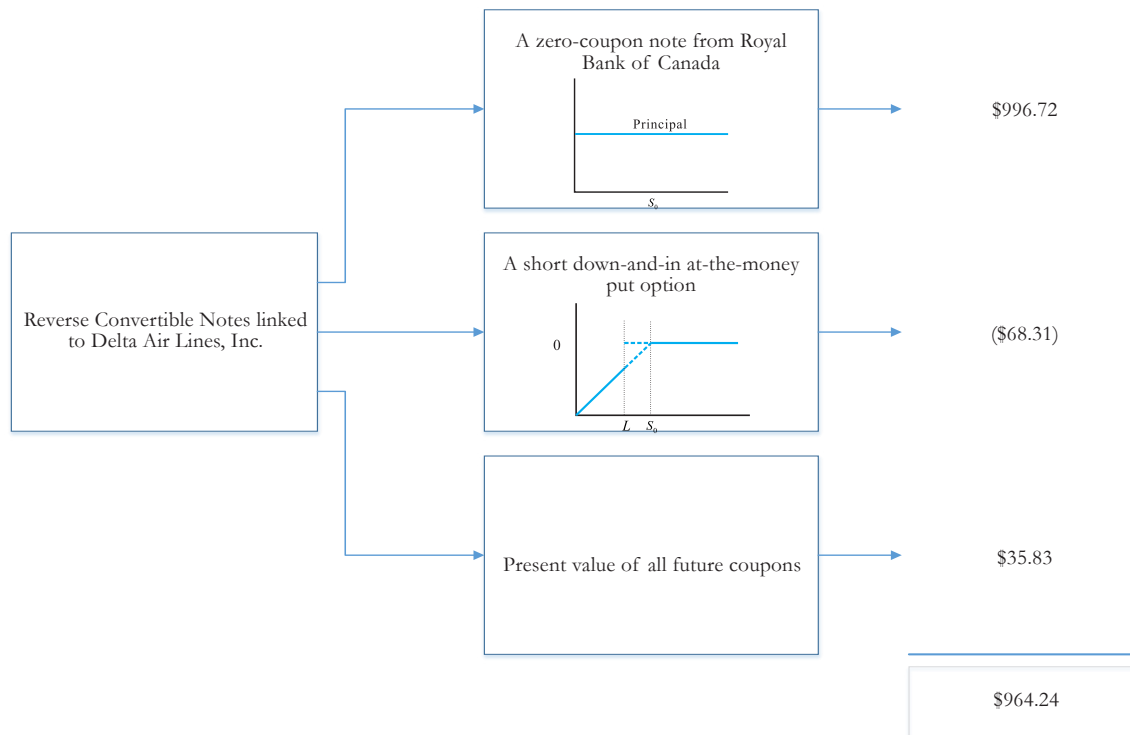 A zero-coupon note from Royal
Bank of Canada
Principal
S₀
$996.72
Reverse Convertible Notes linked
to Delta Air Lines, Inc.
A short down-and-in at-the-money
put option
0
L S₀
($68.31)
Present value of all future coupons
$35.83
$964.24